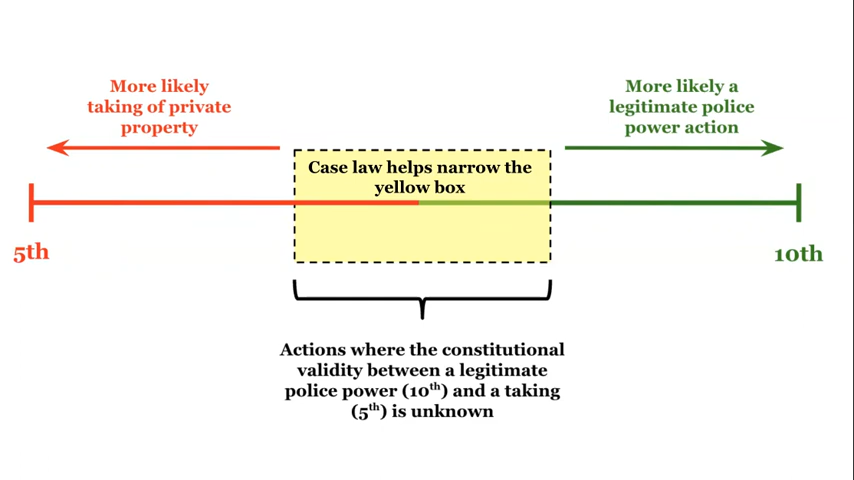 More likely
taking of private
property
More likely a
legitimate police
power action
Case law helps narrow the
yellow box
5th
10th
Actions where the constitutional
validity between a legitimate
police power (10th) and a taking
(5th) is unknown